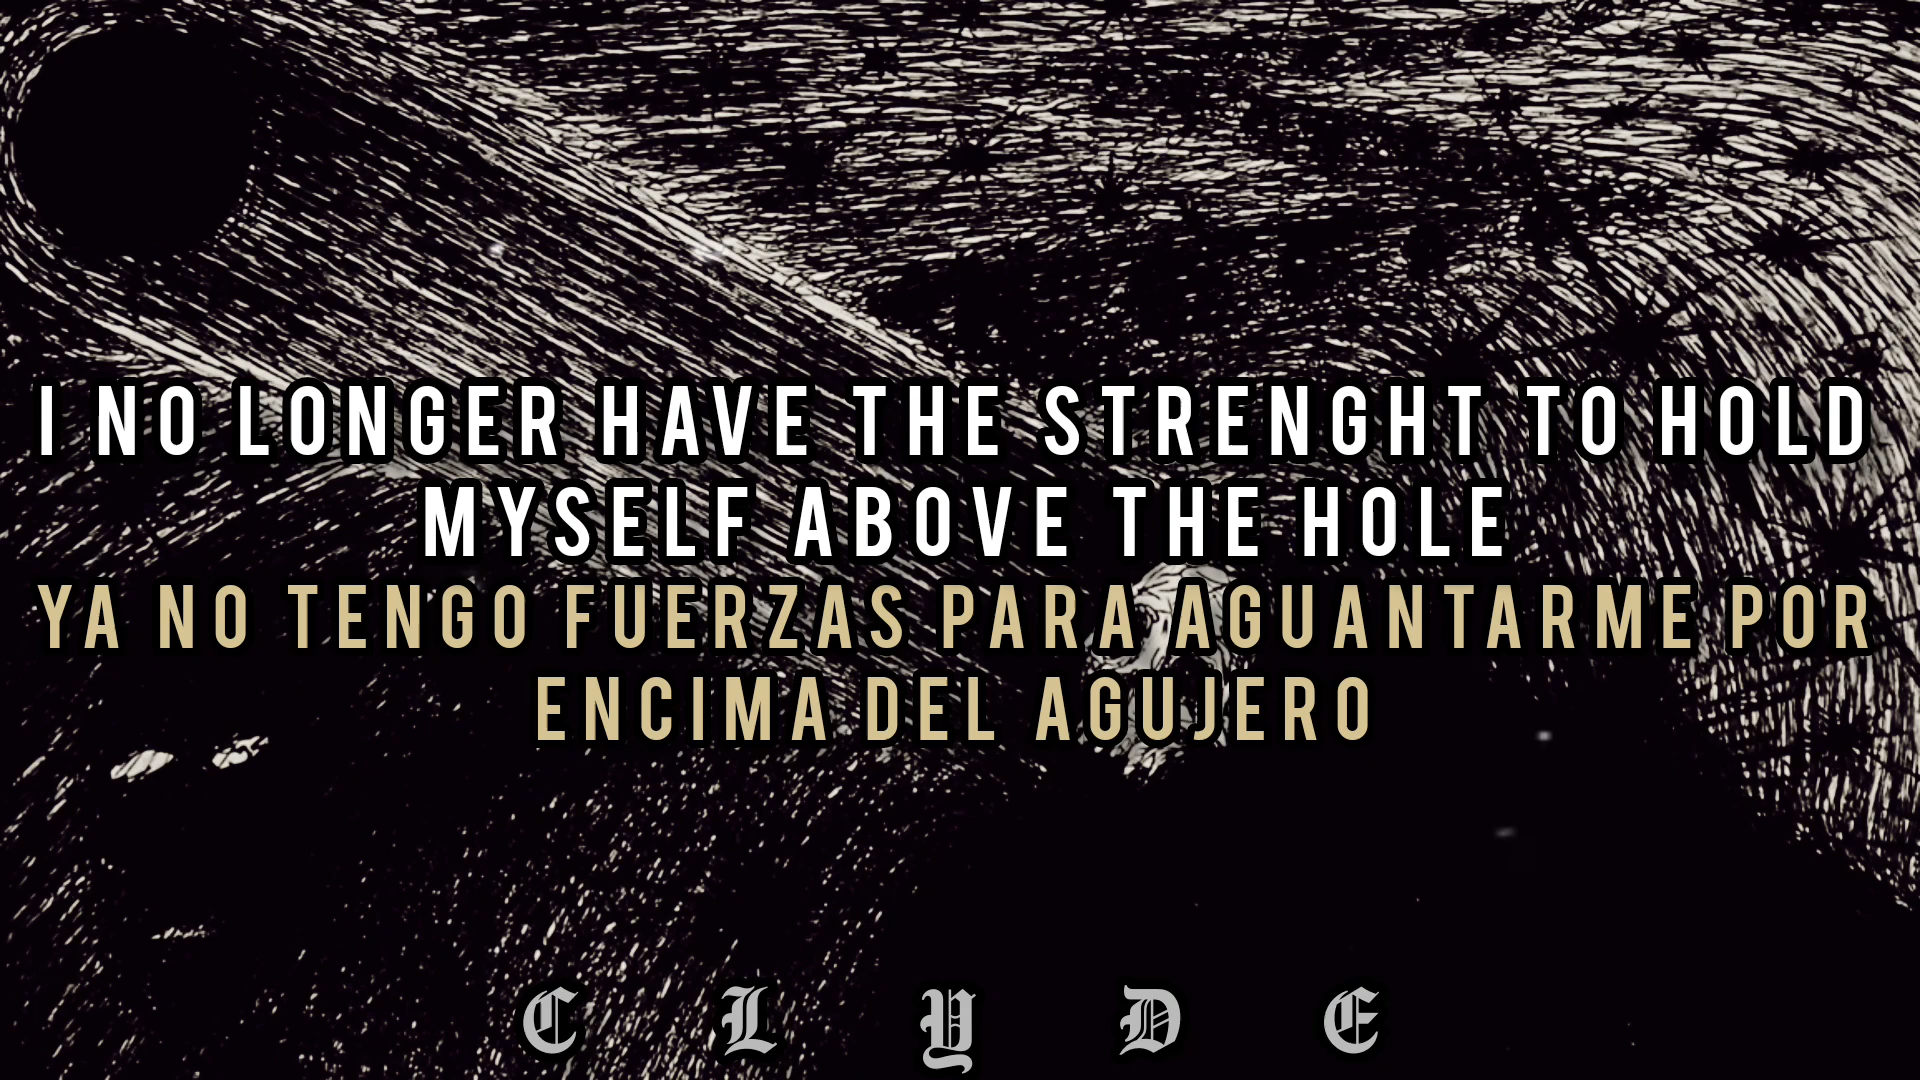 I NO LONGER HAVE THE STRENGHT TO HOLD
MYSELF ABOVE THE HOLE
YA NO TENGO FUERZAS PARA AGUANTARME POR
ENCIMA DEL AGUJERO
CLYDE